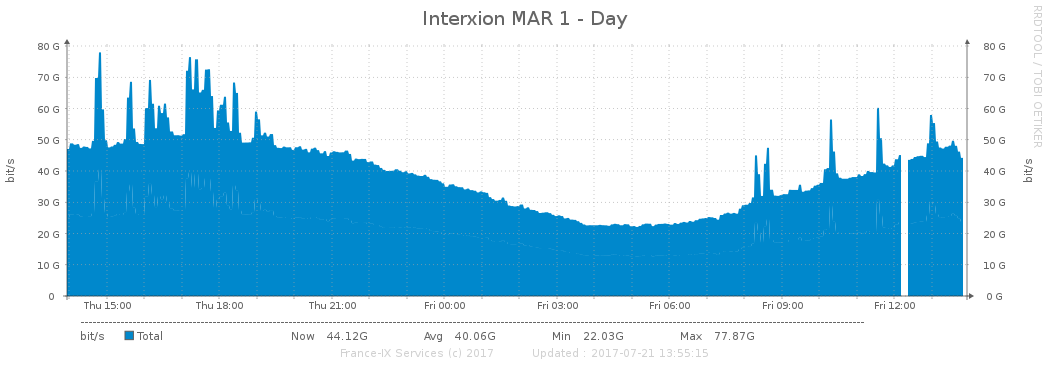 Interxion MAR 1 - Day
RRDTOOL / TOBI OETIKER
80 G 80 G
70 G 70 G
60 G 60 G
50 G 50 G
40 G 40 G
30 G 30 G
20 G 20 G
10 G 10 G
0 0 G
bit/s bit/s
Thu 15:00 Thu 18:00 Thu 21:00 Fri 00:00 Fri 03:00 Fri 06:00 Fri 09:00 Fri 12:00
bit/s Total Now 44.12G Avg 40.06G Min 22.03G Max 77.87G
France-IX Services (c) 2017 Updated : 2017-07-21 13:55:15